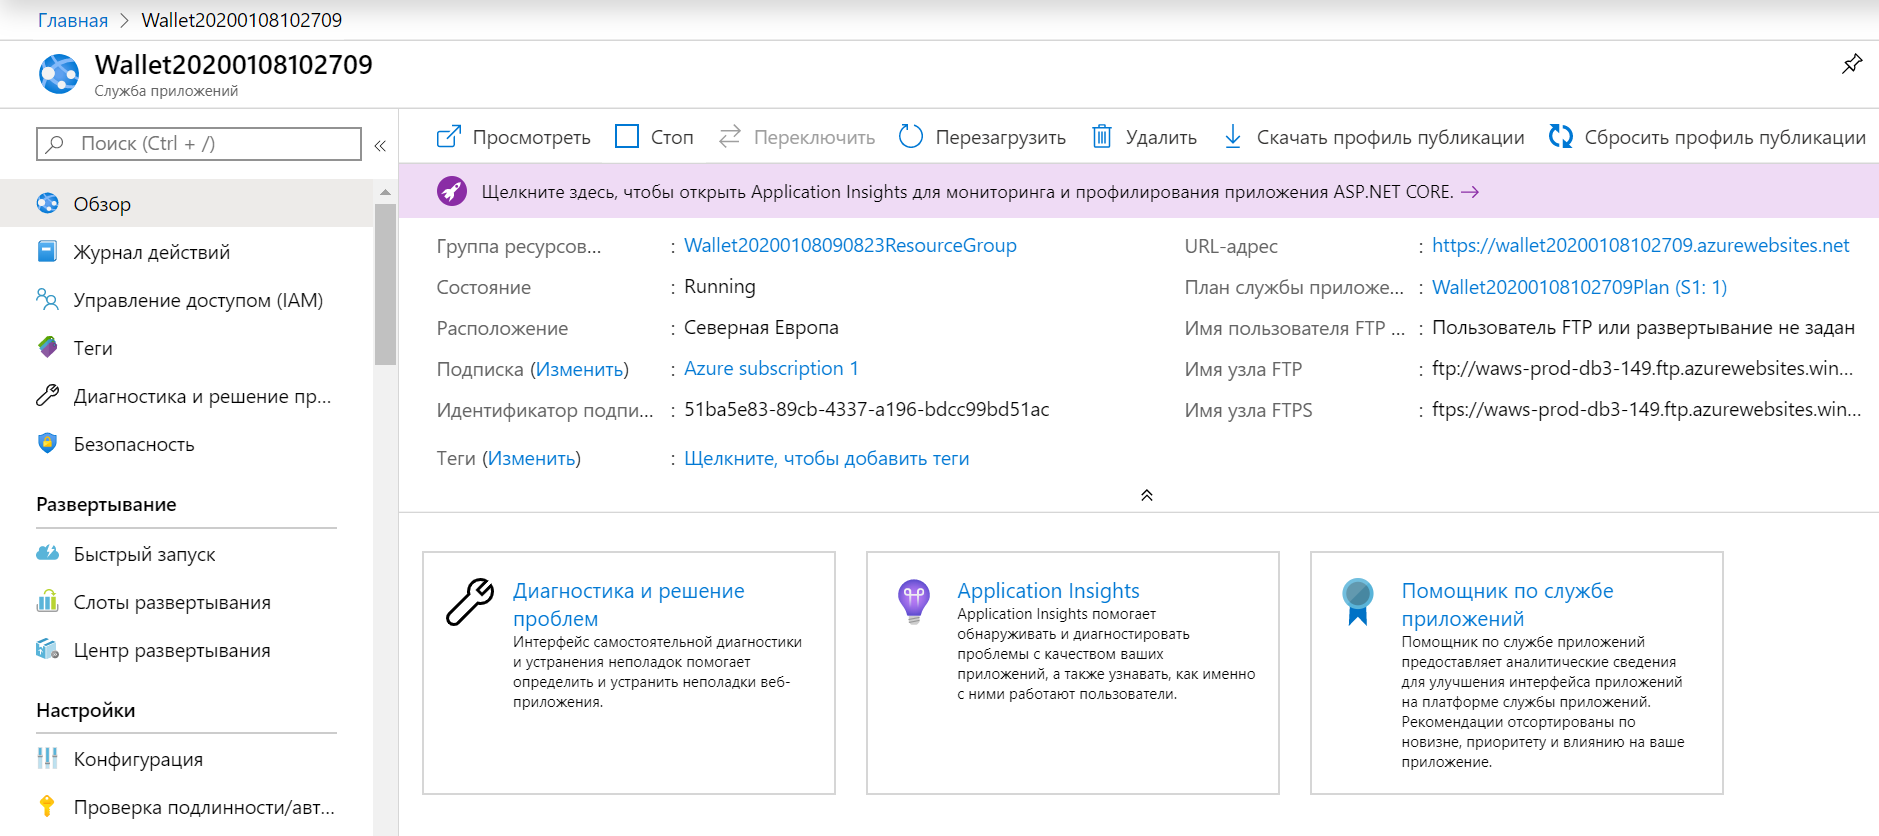 Главная > Wallet20200108102709
Wallet20200108102709
Служба приложений
Поиск (Ctrl + /)
Обзор
Журнал действий
Управление доступом (IAM)
Теги
Диагностика и решение пр...
Безопасность
Развертывание
Быстрый запуск
Слоты развертывания
Центр развертывания
Настройки
Конфигурация
Проверка подлинности/авт...
Просмотреть Стоп Переключить Перезагрузить Удалить Скачать профиль публикации Сбросить профиль публикации
Щелкните здесь, чтобы открыть Application Insights для мониторинга и профилирования приложения ASP.NET CORE. →
Группа ресурсов... : Wallet20200108090823ResourceGroup
Состояние : Running
Расположение : Северная Европа
Подписка (Изменить) : Azure subscription 1
Идентификатор подпи... : 51ba5e83-89cb-4337-a196-bdcc99bd51ac
Теги (Изменить) : Щелкните, чтобы добавить теги
URL-адрес : https://wallet20200108102709.azurewebsites.net
План службы приложе... : Wallet20200108102709Plan (S1: 1)
Имя пользователя FTP ... : Пользователь FTP или развертывание не задан
Имя узла FTP : ftp://waws-prod-db3-149.ftp.azurewebsites.win...
Имя узла FTPS : ftps://waws-prod-db3-149.ftp.azurewebsites.win...
Диагностика и решение
проблем
Интерфейс самостоятельной диагностики
и устранения неполадок помогает
определить и устранить неполадки веб-
приложения.
Application Insights
Application Insights помогает
обнаруживать и диагностировать
проблемы с качеством ваших
приложений, а также узнавать, как именно
с ними работают пользователи.
Помощник по службе
приложений
Помощник по службе приложений
предоставляет аналитические сведения
для улучшения интерфейса приложений
на платформе службы приложений.
Рекомендации отсортированы по
новизне, приоритету и влиянию на ваше
приложение.